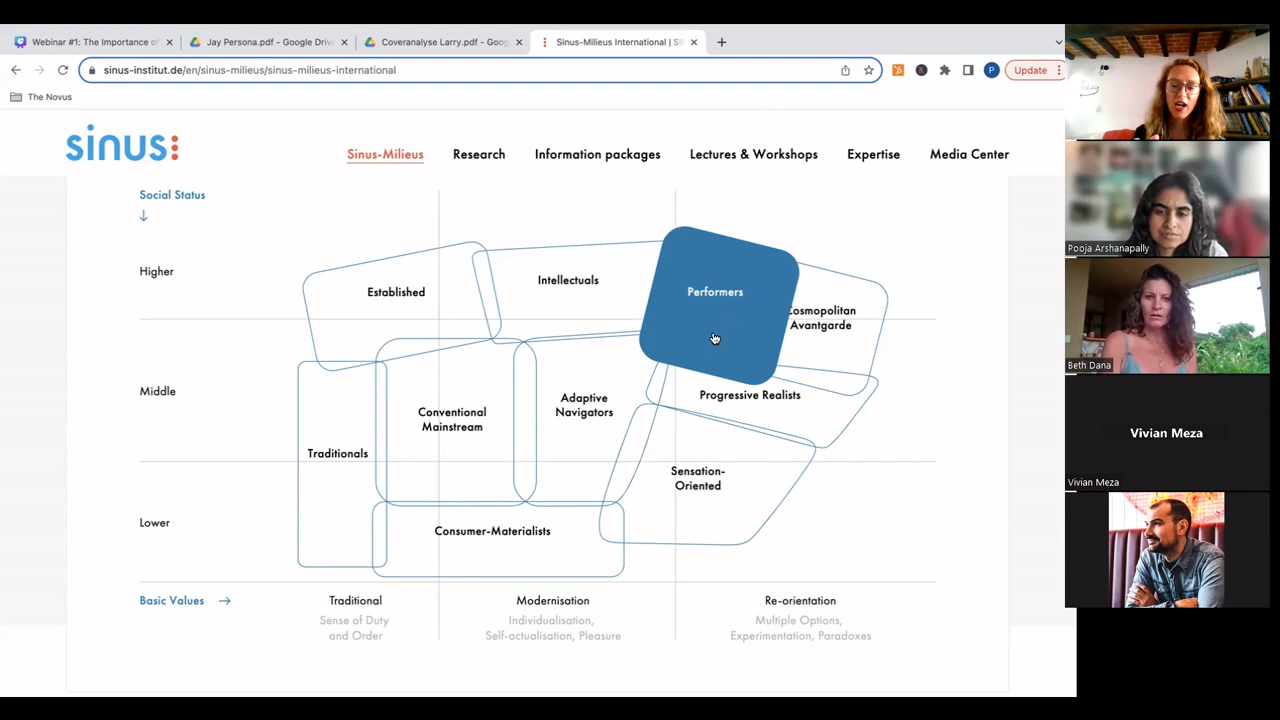 Webinar #1: The Importance of
Jay Persona.pdf - Google Driv
Coveranalyse Larry.pdf - Goog
Sinus-Milieus International | SI
sinus-institut.de/en/sinus-milieu/sinus-milieus-international
P
Update
The Novus
sinus:
Sinus-Milieus
Research
Information packages
Lectures & Workshops
Expertise
Media Center
Social Status
↓
Higher
Established
Intellectuals
Performers
Cosmopolitan
Avantgarde
Middle
Conventional
Mainstream
Adaptive
Navigators
Progressive Realists
Traditionals
Sensation-
Oriented
Lower
Consumer-Materialists
Basic Values →
Traditional
Sense of Duty
and Order
Modernisation
Individualisation,
Self-actualisation, Pleasure
Re-orientation
Multiple Options,
Experimentation, Paradoxes
Pooja Arshanapally
Beth Dana
Vivian Meza
Vivian Meza